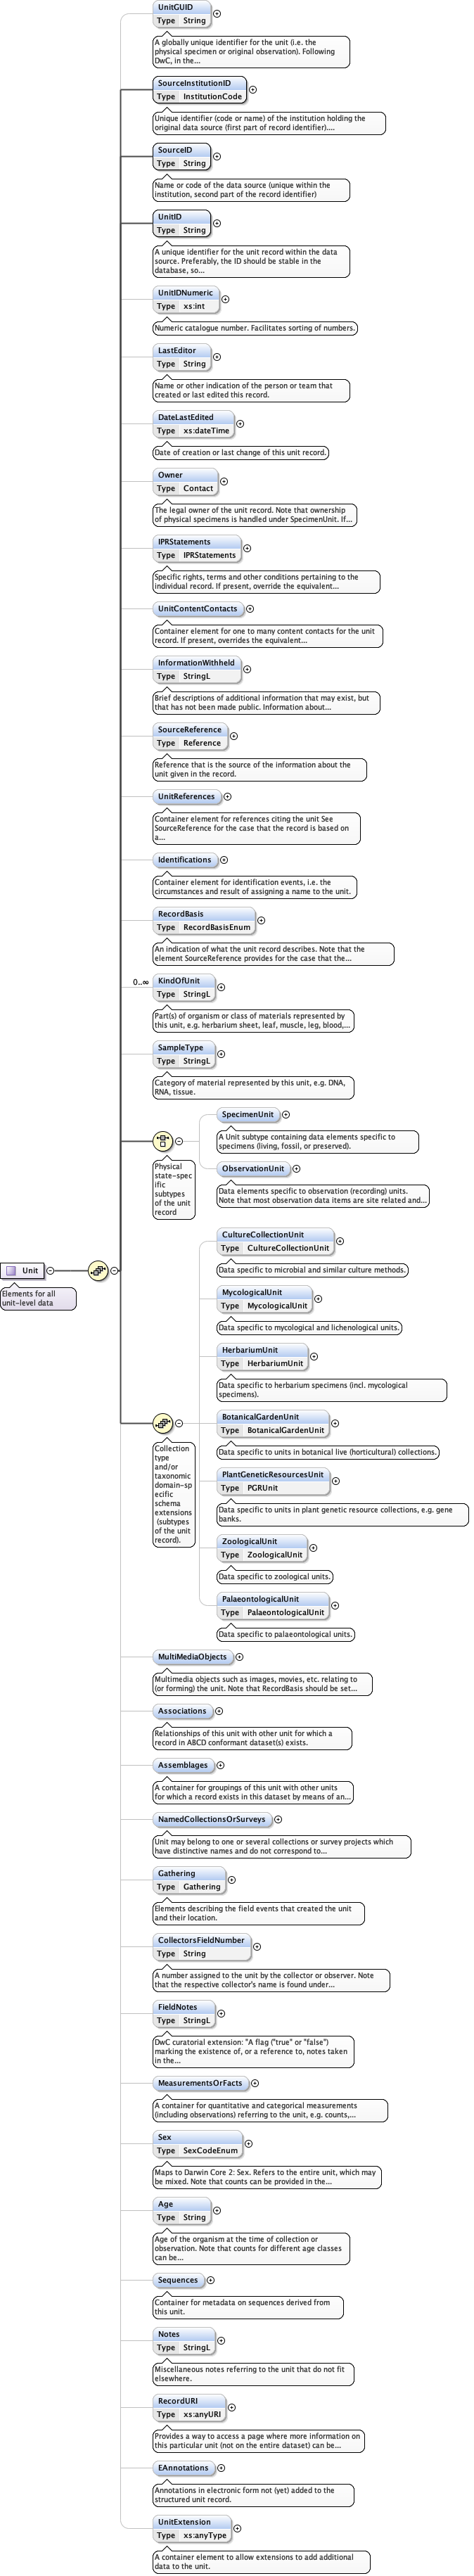 UnitGUID
Type String
A globally unique identifier for the unit (i.e. the
physical specimen or original observation). Following
DwC, in the...
SourceInstitutionID
Type InstitutionCode
Unique identifier (code or name) of the institution holding the
original data source (first part of record identifier)....
SourceID
Type String
Name or code of the data source (unique within the
institution, second part of the record identifier)
UnitID
Type String
A unique identifier for the unit record within the data
source. Preferably, the ID should be stable in the
database, so...
UnitIDNumeric
Type xs:int
Numeric catalogue number. Facilitates sorting of numbers.
LastEditor
Type String
Name or other indication of the person or team that
created or last edited this record.
DateLastEdited
Type xs:dateTime
Date of creation or last change of this unit record.
Owner
Type Contact
The legal owner of the unit record. Note that ownership
of physical specimens is handled under SpecimenUnit. If...
IPRStatements
Type IPRStatements
Specific rights, terms and other conditions pertaining to the
individual record. If present, override the equivalent...
UnitContentContacts
Container element for one to many content contacts for the unit
record. If present, overrides the equivalent...
InformationWithheld
Type StringL
Brief descriptions of additional information that may exist, but
that has not been made public. Information about...
SourceReference
Type Reference
Reference that is the source of the information about the
unit given in the record.
UnitReferences
Container element for references citing the unit See
SourceReference for the case that the record is based on
a...
Identifications
Container element for identification events, i.e. the
circumstances and result of assigning a name to the unit.
RecordBasis
Type RecordBasisEnum
An indication of what the unit record describes. Note that the
element SourceReference provides for the case that the...
0..∞
KindOfUnit
Type StringL
Part(s) of organism or class of materials represented by
this unit, e.g. herbarium sheet, leaf, muscle, leg, blood,...
SampleType
Type StringL
Category of material represented by this unit, e.g. DNA,
RNA, tissue.
Physical
state-spec
ific
subtypes
of the unit
record
SpecimenUnit
A Unit subtype containing data elements specific to
specimens (living, fossil, or preserved).
ObservationUnit
Data elements specific to observation (recording) units.
Note that most observation data items are site related and...
Unit
Elements for all
unit-level data
Collection
type
and/or
taxonomic
domain-sp
ecific
schema
extensions
(subtypes
of the unit
record).
CultureCollectionUnit
Type CultureCollectionUnit
Data specific to microbial and similar culture methods.
MycologicalUnit
Type MycologicalUnit
Data specific to mycological and lichenological units.
HerbariumUnit
Type HerbariumUnit
Data specific to herbarium specimens (incl. mycological
specimens).
BotanicalGardenUnit
Type BotanicalGardenUnit
Data specific to units in botanical live (horticultural) collections.
PlantGeneticResourcesUnit
Type PGRUnit
Data specific to units in plant genetic resource collections, e.g. gene
banks.
ZoologicalUnit
Type ZoologicalUnit
Data specific to zoological units.
PalaeontologicalUnit
Type PalaeontologicalUnit
Data specific to palaeontological units.
MultiMediaObjects
Multimedia objects such as images, movies, etc. relating to
(or forming) the unit. Note that RecordBasis should be set...
Associations
Relationships of this unit with other unit for which a
record in ABCD conformant dataset(s) exists.
Assemblages
A container for groupings of this unit with other units
for which a record exists in this dataset by means of an...
NamedCollectionsOrSurveys
Unit may belong to one or several collections or survey projects which
have distinctive names and do not correspond to...
Gathering
Type Gathering
Elements describing the field events that created the unit
and their location.
CollectorsFieldNumber
Type String
A number assigned to the unit by the collector or observer. Note
that the respective collector's name is found under...
FieldNotes
Type StringL
DwC curatorial extension: "A flag ("true" or "false")
marking the existence of, or a reference to, notes taken
in the...
MeasurementsOrFacts
A container for quantitative and categorical measurements
(including observations) referring to the unit, e.g. counts,...
Sex
Type SexCodeEnum
Maps to Darwin Core 2: Sex. Refers to the entire unit, which may
be mixed. Note that counts can be provided in the...
Age
Type String
Age of the organism at the time of collection or
observation. Note that counts for different age classes
can be...
Sequences
Container for metadata on sequences derived from
this unit.
Notes
Type StringL
Miscellaneous notes referring to the unit that do not fit
elsewhere.
RecordURI
Type xs:anyURI
Provides a way to access a page where more information on
this particular unit (not on the entire dataset) can be...
EAnnotations
Annotations in electronic form not (yet) added to the
structured unit record.
UnitExtension
Type xs:anyType
A container element to allow extensions to add additional
data to the unit.